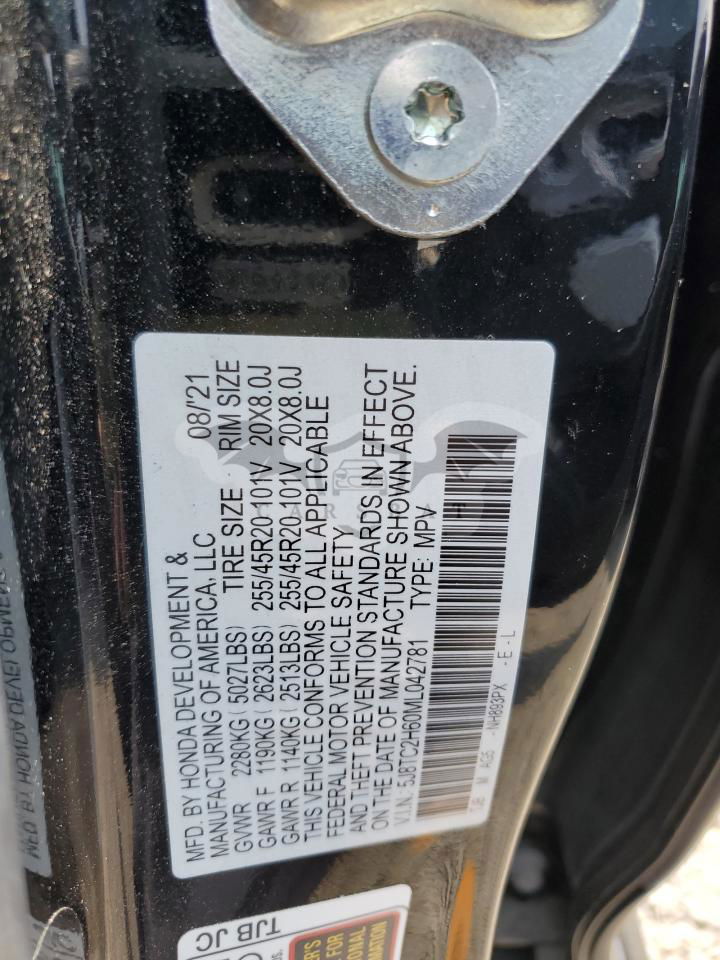 MFD. BY HONDA DEVELOPMENT &
MANUFACTURING OF AMERICA, LLC 08/'21
GVWR 2280KG (5027LBS) TIRE SIZE RIM SIZE
GAWR F 1190KG (2623LBS) 255/45R20 101V 20X8.0J
GAWR R 1140KG (2513LBS) 255/45R20 101V 20X8.0J
THIS VEHICLE CONFORMS TO ALL APPLICABLE
FEDERAL MOTOR VEHICLE SAFETY
AND THEFT PREVENTION STANDARDS IN EFFECT
ON THE DATE OF MANUFACTURE SHOWN ABOVE.
V.I.N.: 5J8TC2H60ML042781 TYPE: MPV
TJB M AG5 -NH893PX -E-L
TJB JC